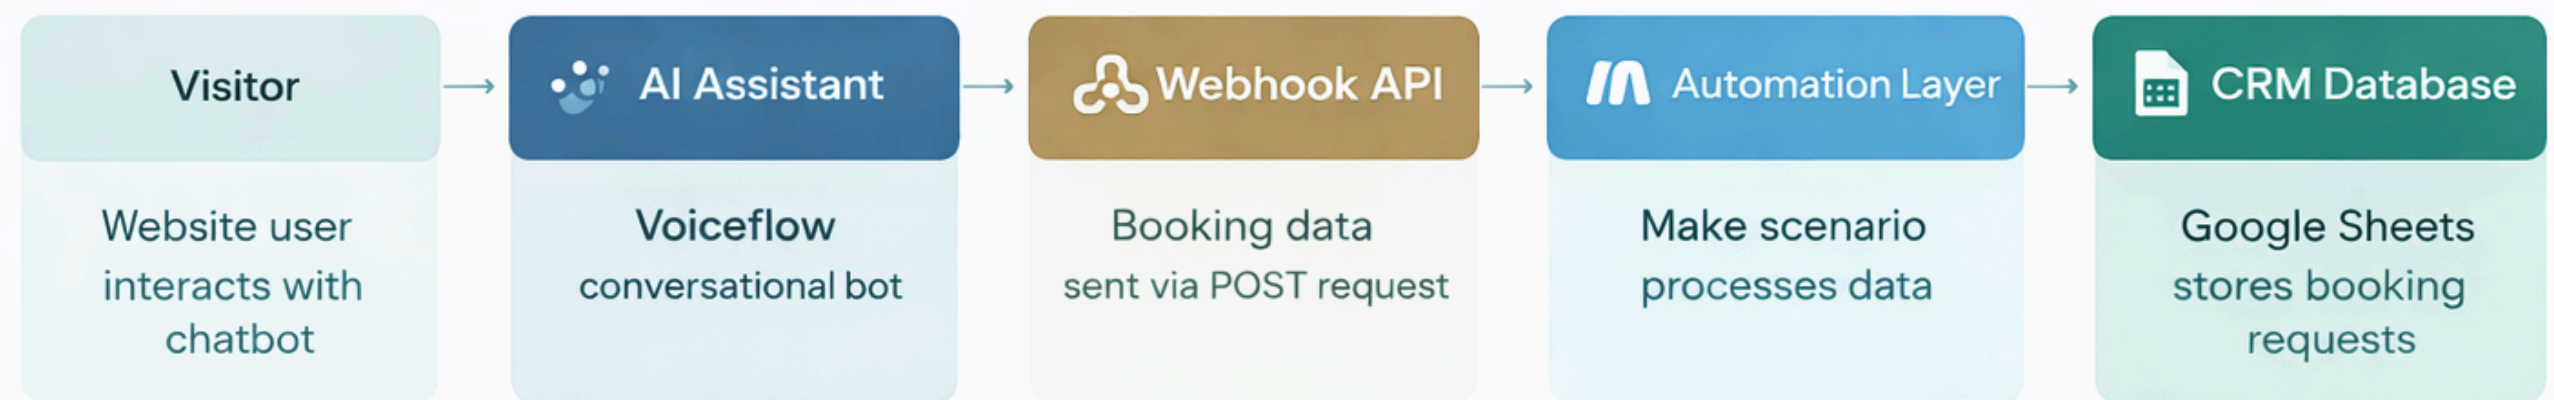 Visitor
Website user
interacts with
chatbot
AI Assistant
Voiceflow
conversational bot
Webhook API
Booking data
sent via POST request
Automation Layer
Make scenario
processes data
CRM Database
Google Sheets
stores booking
requests